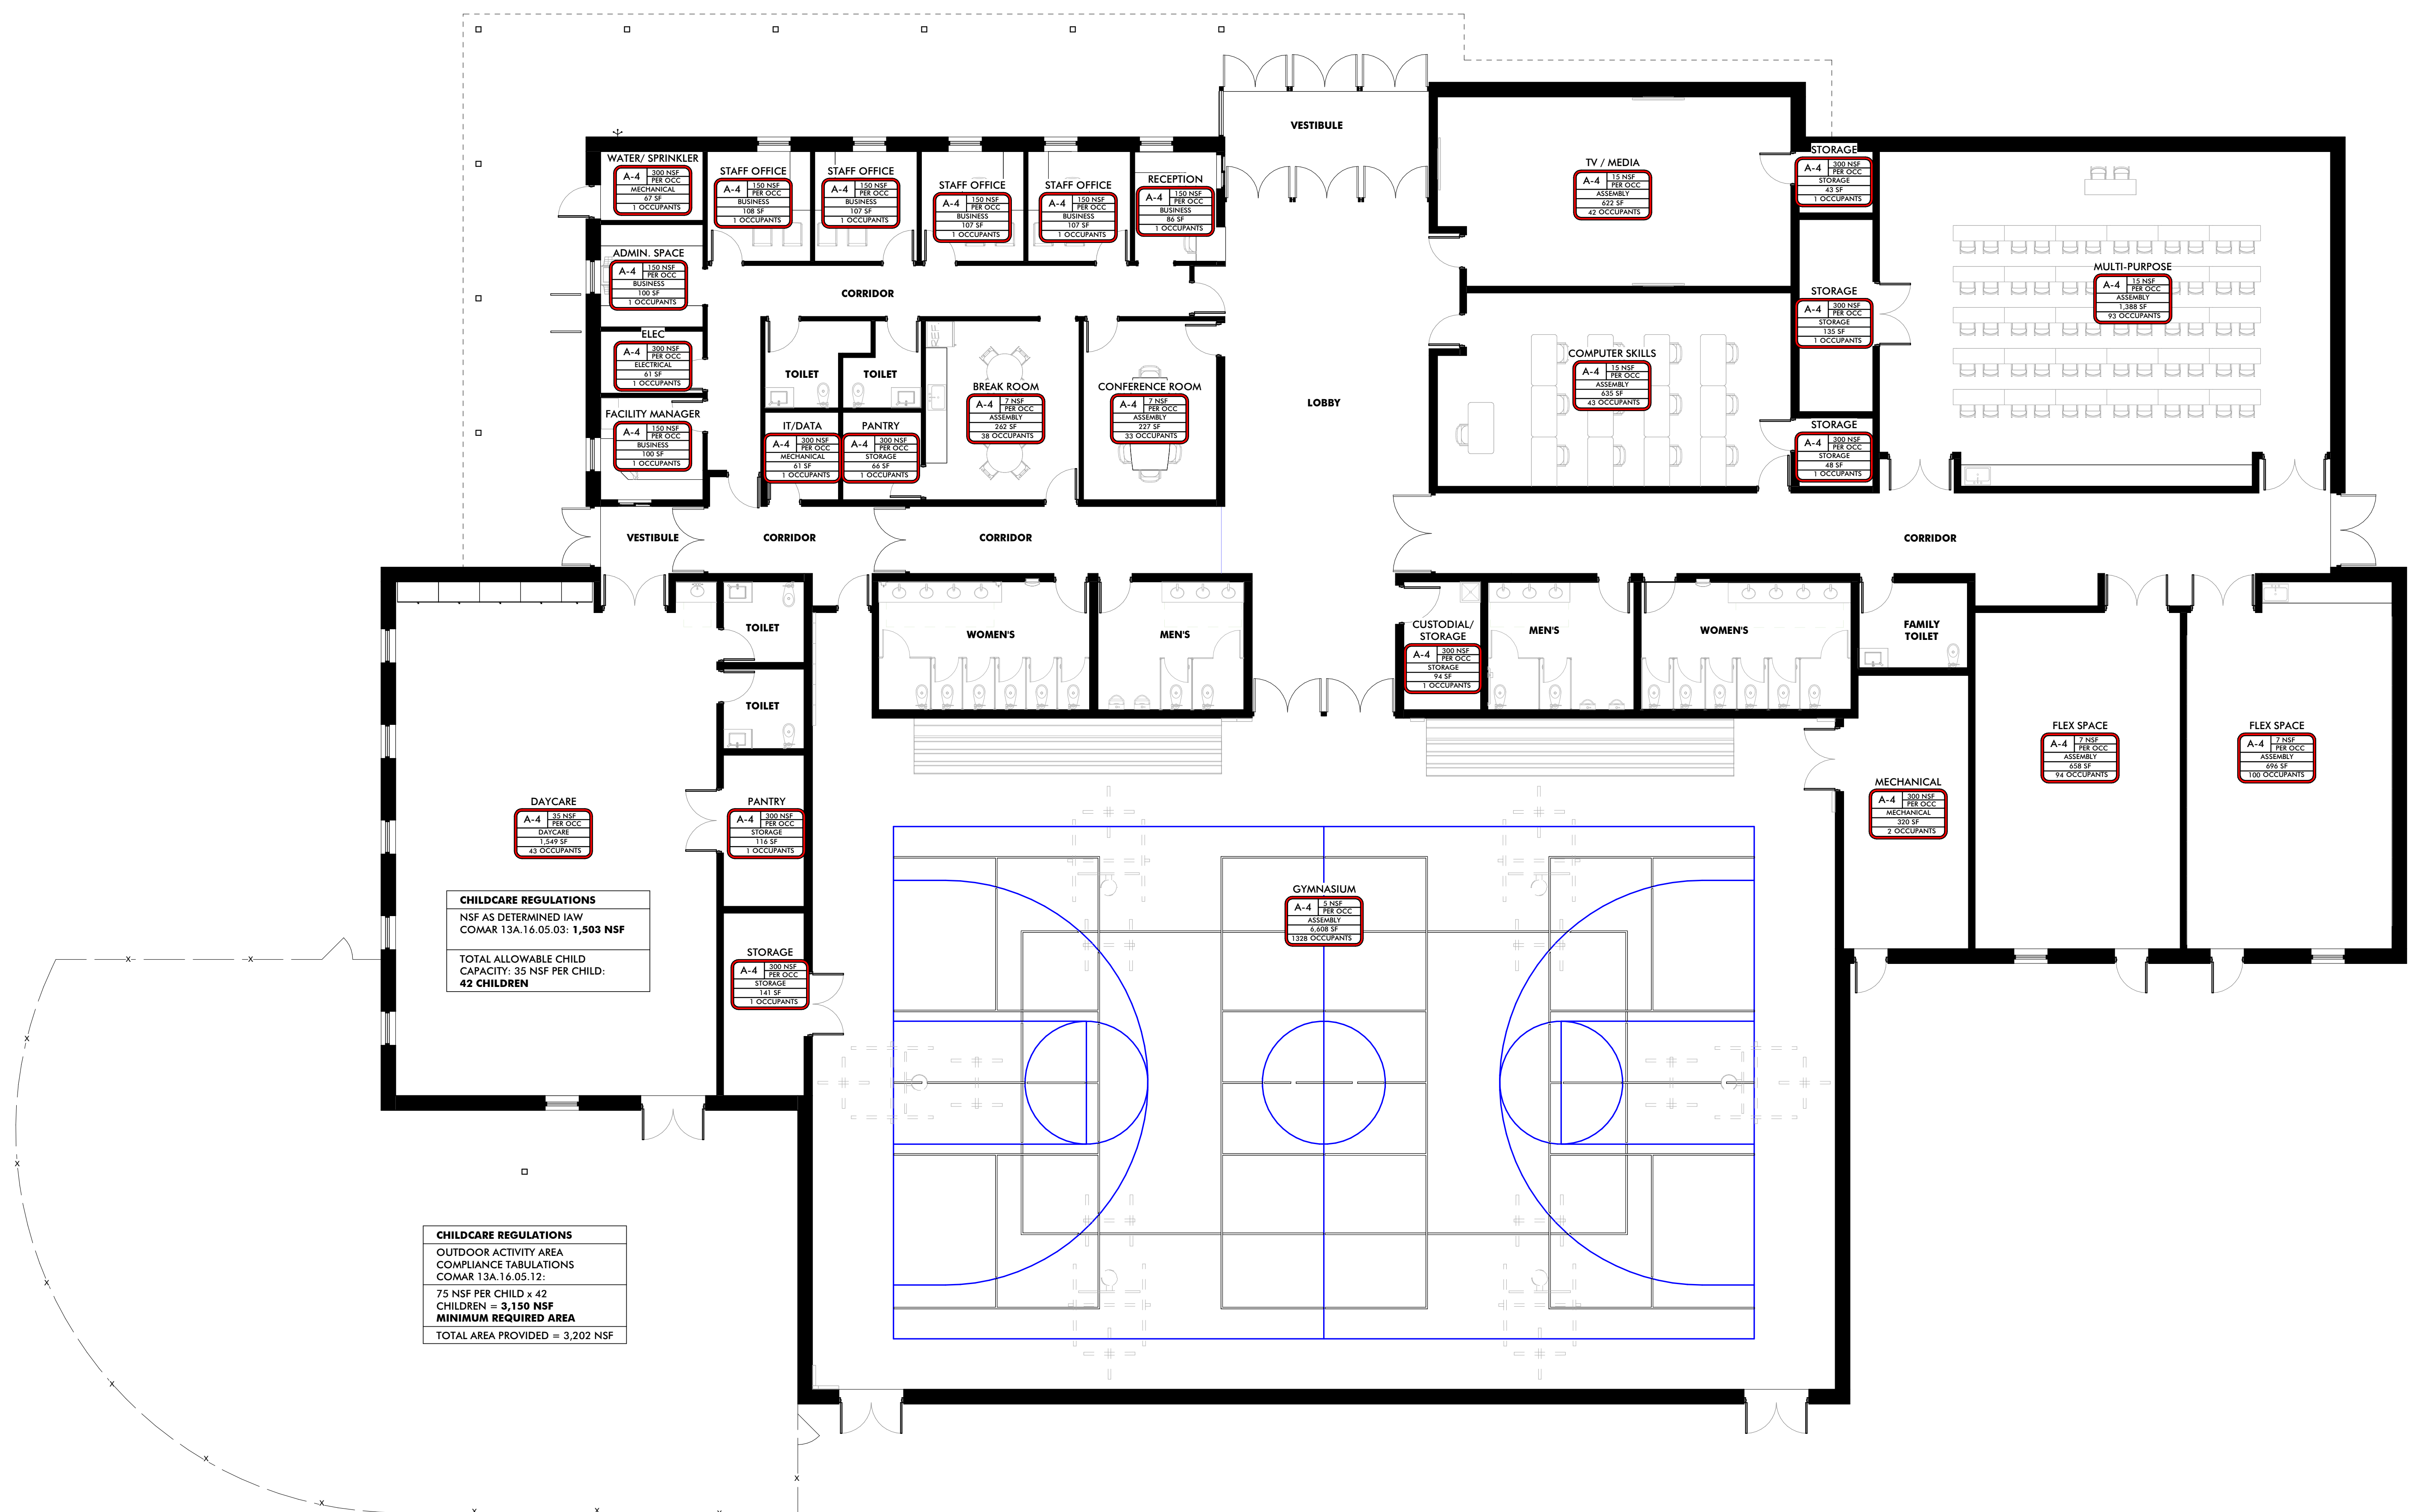 VESTIBULE
WATER/ SPRINKLER
A-4
300 NSF
PER OCC
MECHANICAL
67 SF
1 OCCUPANTS
STAFF OFFICE
A-4
150 NSF
PER OCC
BUSINESS
108 SF
1 OCCUPANTS
STAFF OFFICE
A-4
150 NSF
PER OCC
BUSINESS
107 SF
1 OCCUPANTS
STAFF OFFICE
A-4
150 NSF
PER OCC
BUSINESS
107 SF
1 OCCUPANTS
STAFF OFFICE
A-4
150 NSF
PER OCC
BUSINESS
107 SF
1 OCCUPANTS
RECEPTION
A-4
150 NSF
PER OCC
BUSINESS
86 SF
1 OCCUPANTS
TV / MEDIA
A-4
15 NSF
PER OCC
ASSEMBLY
622 SF
42 OCCUPANTS
STORAGE
A-4
300 NSF
PER OCC
STORAGE
43 SF
1 OCCUPANTS
ADMIN. SPACE
A-4
150 NSF
PER OCC
BUSINESS
100 SF
1 OCCUPANTS
CORRIDOR
STORAGE
A-4
300 NSF
PER OCC
STORAGE
135 SF
1 OCCUPANTS
MULTI-PURPOSE
A-4
15 NSF
PER OCC
ASSEMBLY
1,388 SF
93 OCCUPANTS
ELEC
A-4
300 NSF
PER OCC
ELECTRICAL
61 SF
1 OCCUPANTS
REF.
TOILET
TOILET
BREAK ROOM
A-4
7 NSF
PER OCC
ASSEMBLY
262 SF
38 OCCUPANTS
CONFERENCE ROOM
A-4
7 NSF
PER OCC
ASSEMBLY
227 SF
33 OCCUPANTS
LOBBY
COMPUTER SKILLS
A-4
15 NSF
PER OCC
ASSEMBLY
635 SF
43 OCCUPANTS
FACILITY MANAGER
A-4
150 NSF
PER OCC
BUSINESS
100 SF
1 OCCUPANTS
IT/DATA
A-4
300 NSF
PER OCC
MECHANICAL
61 SF
1 OCCUPANTS
PANTRY
A-4
300 NSF
PER OCC
STORAGE
66 SF
1 OCCUPANTS
STORAGE
A-4
300 NSF
PER OCC
STORAGE
48 SF
1 OCCUPANTS
VESTIBULE
CORRIDOR
CORRIDOR
CORRIDOR
TOILET
WOMEN'S
MEN'S
CUSTODIAL/
STORAGE
A-4
300 NSF
PER OCC
STORAGE
94 SF
1 OCCUPANTS
MEN'S
WOMEN'S
FAMILY
TOILET
TOILET
FLEX SPACE
A-4
7 NSF
PER OCC
ASSEMBLY
658 SF
94 OCCUPANTS
FLEX SPACE
A-4
7 NSF
PER OCC
ASSEMBLY
696 SF
100 OCCUPANTS
MECHANICAL
A-4
300 NSF
PER OCC
MECHANICAL
320 SF
2 OCCUPANTS
DAYCARE
A-4
35 NSF
PER OCC
DAYCARE
1,549 SF
43 OCCUPANTS
PANTRY
A-4
300 NSF
PER OCC
STORAGE
116 SF
1 OCCUPANTS
GYMNASIUM
A-4
5 NSF
PER OCC
ASSEMBLY
6,608 SF
1328 OCCUPANTS
CHILDCARE REGULATIONS
NSF AS DETERMINED IAW
COMAR 13A.16.05.03: 1,503 NSF
TOTAL ALLOWABLE CHILD
CAPACITY: 35 NSF PER CHILD:
42 CHILDREN
STORAGE
A-4
300 NSF
PER OCC
STORAGE
141 SF
1 OCCUPANTS
CHILDCARE REGULATIONS
OUTDOOR ACTIVITY AREA
COMPLIANCE TABULATIONS
COMAR 13A.16.05.12:
75 NSF PER CHILD x 42
CHILDREN = 3,150 NSF
MINIMUM REQUIRED AREA
TOTAL AREA PROVIDED = 3,202 NSF